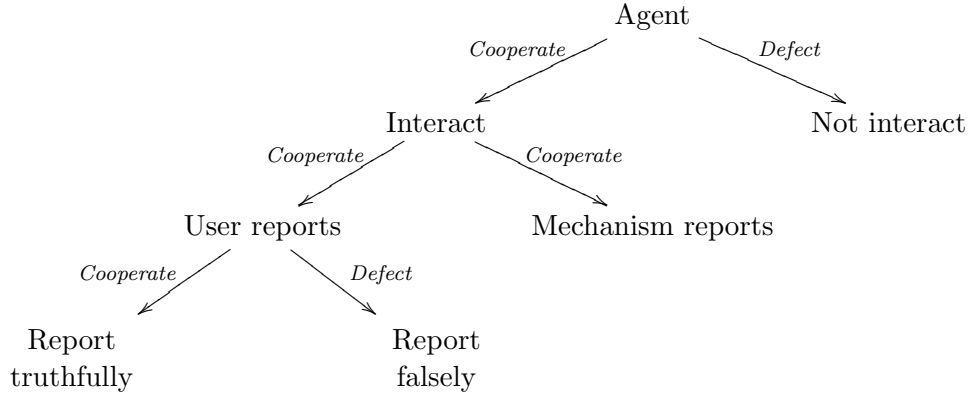 Agent
Cooperate
Defect
Interact
Not interact
Cooperate
Cooperate
User reports
Mechanism reports
Cooperate
Defect
Report
truthfully
Report
falsely